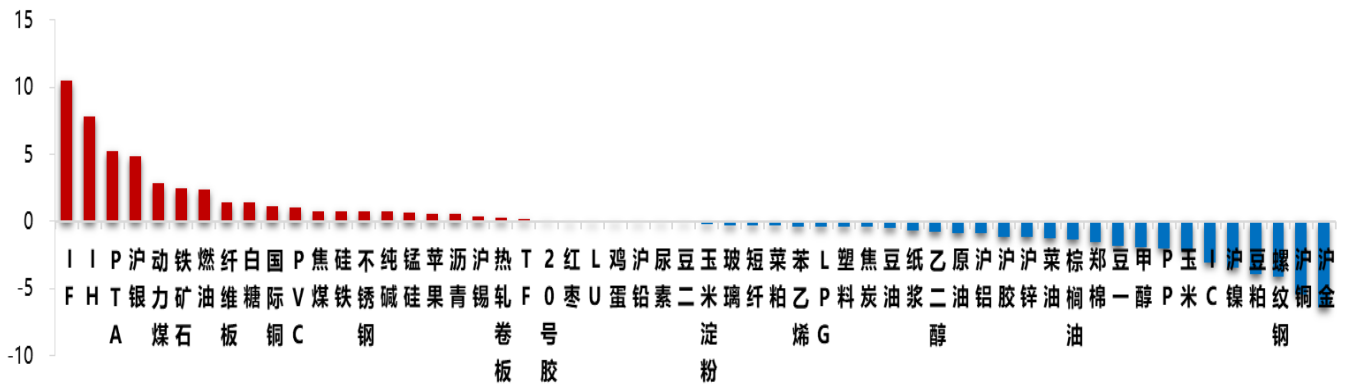 15
10
5
0
-5
-10
IF
IH
PTA
沪银
动力煤
铁矿石
燃油
纤维板
白糖
国际铜
PVC
焦煤
硅铁
不锈钢
纯碱
锰硅
苹果
沥青
沪锡
热轧卷板
TF
20号胶
红枣
LU
鸡蛋
沪铅
尿素
豆二
玉米淀粉
玻璃
短纤
菜粕
苯乙烯
LPG
塑料
焦炭
豆油
纸浆
乙二醇
原油
沪铝
沪胶
沪锌
菜油
棕榈油
郑棉
豆一
甲醇
PP
玉米
IC
沪镍
豆粕
螺纹钢
沪铜
沪金